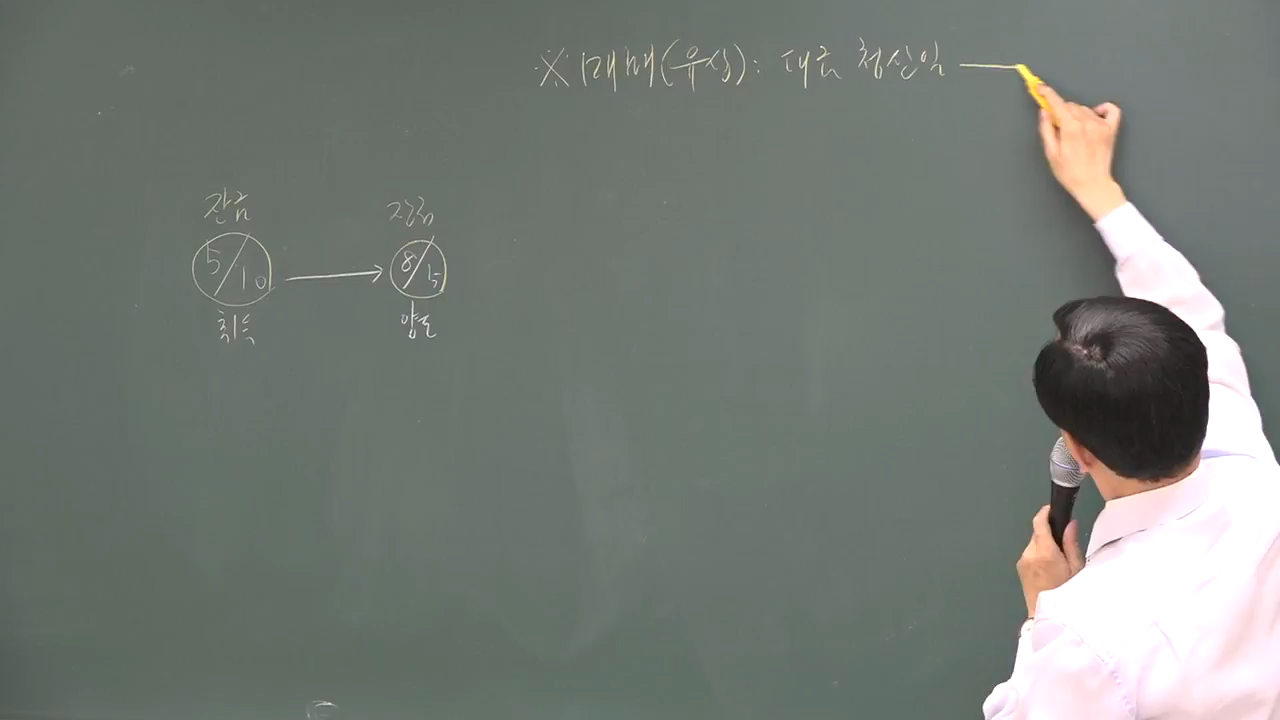 ※ 매매(유상): 대금 청산일 —
잔금 잔금
5/10 → 8/5
취득 양도